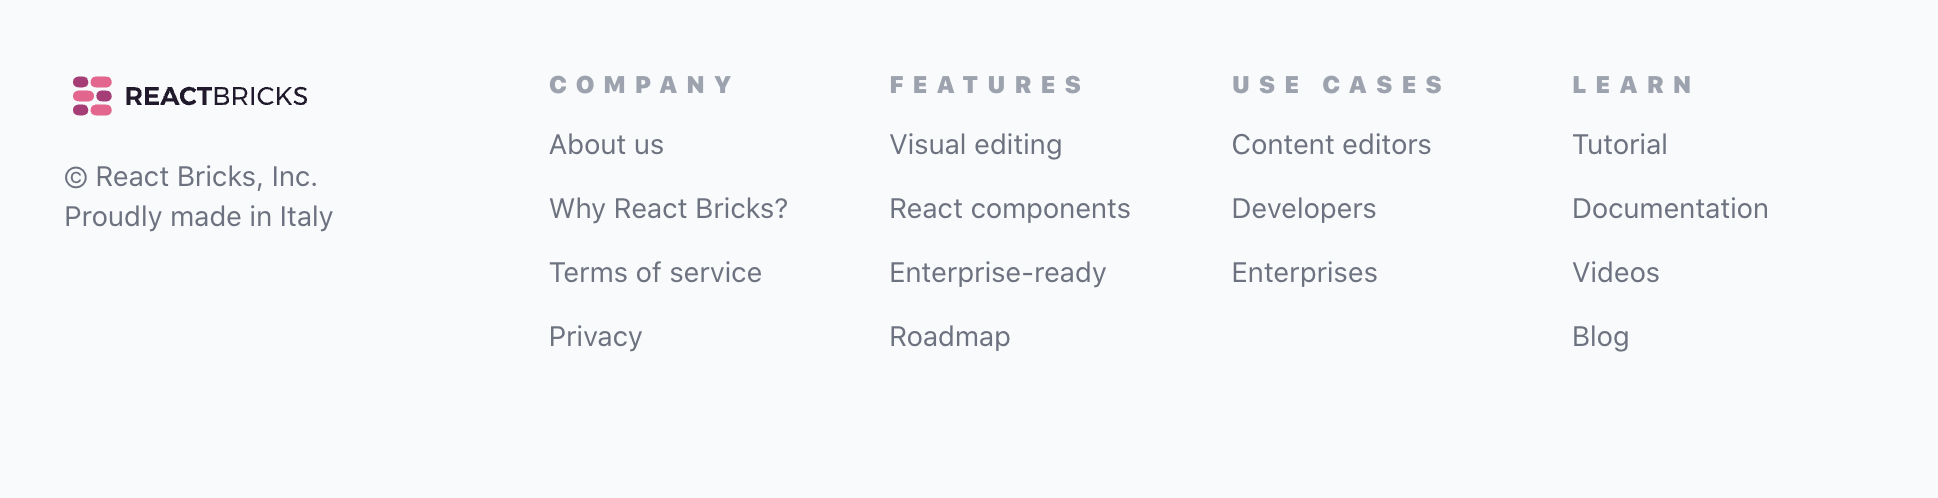 REACTBRICKS
© React Bricks, Inc.
Proudly made in Italy
COMPANY
About us
Why React Bricks?
Terms of service
Privacy
FEATURES
Visual editing
React components
Enterprise-ready
Roadmap
USE CASES
Content editors
Developers
Enterprises
LEARN
Tutorial
Documentation
Videos
Blog